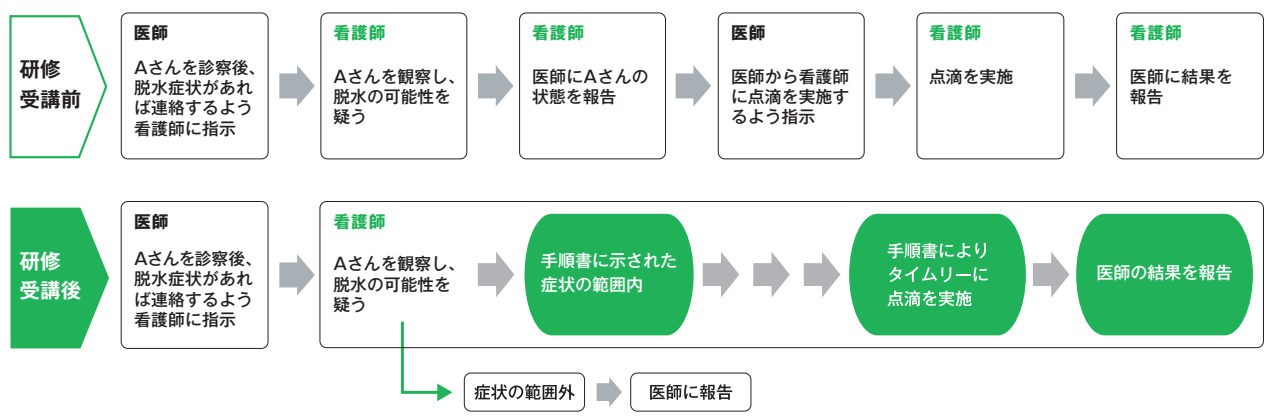 研修
受講前
医師
Aさんを診察後、
脱水症状があれ
ば連絡するよう
看護師に指示
看護師
Aさんを観察し、
脱水の可能性を
疑う
看護師
医師にAさんの
状態を報告
医師
医師から看護師
に点滴を実施す
るよう指示
看護師
点滴を実施
看護師
医師に結果を
報告
研修
受講後
医師
Aさんを診察後、
脱水症状があれ
ば連絡するよう
看護師に指示
看護師
Aさんを観察し、
脱水の可能性を
疑う
手順書に示された
症状の範囲内
手順書により
タイムリーに
点滴を実施
医師の結果を報告
症状の範囲外
医師に報告